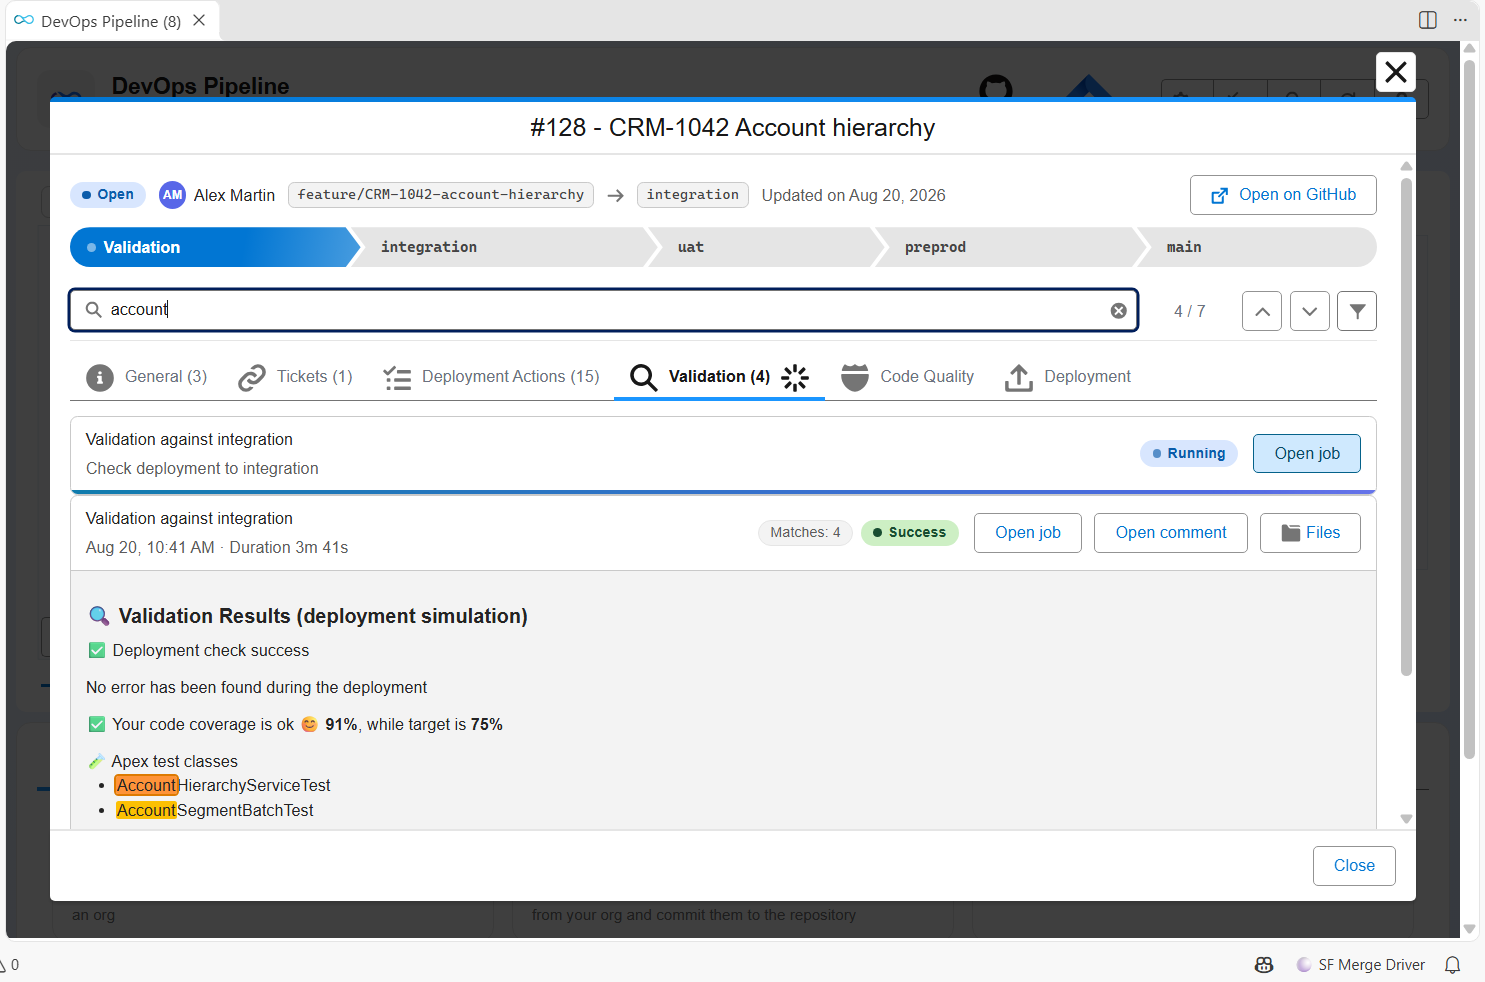 DevOps Pipeline (8)
DevOps Pipeline
#128 - CRM-1042 Account hierarchy
Open
AM
Alex Martin
feature/CRM-1042-account-hierarchy
integration
Updated on Aug 20, 2026
Open on GitHub
Validation
integration
uat
preprod
main
account
4 / 7
General (3)
Tickets (1)
Deployment Actions (15)
Validation (4)
Code Quality
Deployment
Validation against integration
Check deployment to integration
Running
Open job
Validation against integration
Aug 20, 10:41 AM · Duration 3m 41s
Matches: 4
Success
Open job
Open comment
Files
Validation Results (deployment simulation)
Deployment check success
No error has been found during the deployment
Your code coverage is ok 😊 91%, while target is 75%
Apex test classes
AccountHierarchyServiceTest
AccountSegmentBatchTest
Close
an org
from your org and commit them to the repository
0
SF Merge Driver